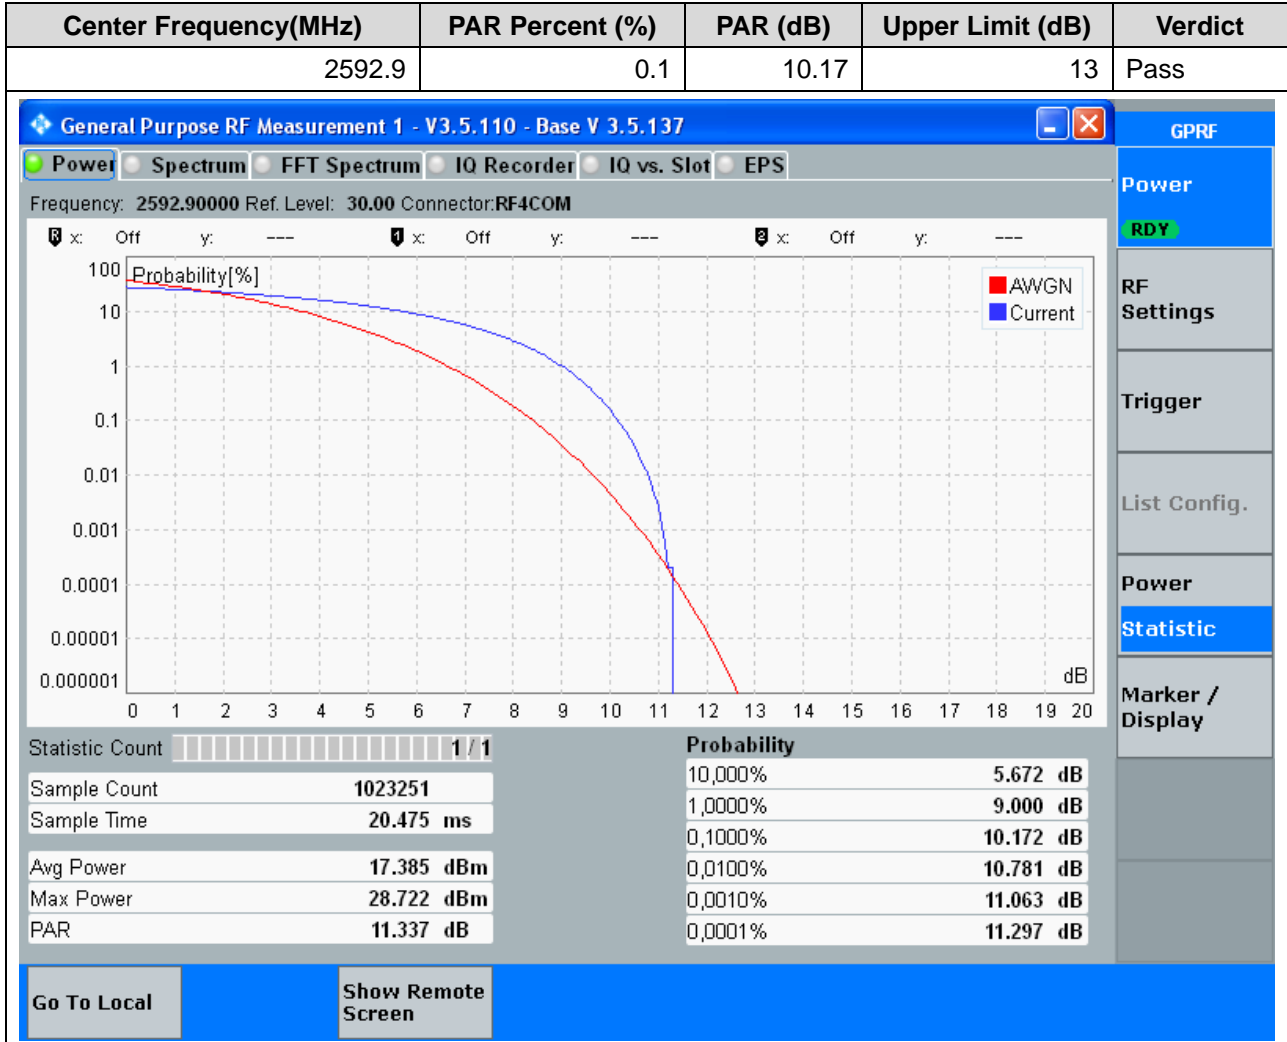 Center Frequency(MHz) PAR Percent (%) PAR (dB) Upper Limit (dB) Verdict
2592.9 0.1 10.17 13 Pass
General Purpose RF Measurement 1 - V3.5.110 - Base V 3.5.137
GPRF
Power Spectrum FFT Spectrum IQ Recorder IQ vs. Slot EPS
Frequency: 2592.90000 Ref. Level: 30.00 Connector:RF4COM
R x: Off y: --- 1 x: Off y: --- 2 x: Off y: ---
Probability[%]
100
10
1
0.1
0.01
0.001
0.0001
0.00001
0.000001
AWGN
Current
dB
0 1 2 3 4 5 6 7 8 9 10 11 12 13 14 15 16 17 18 19 20
Statistic Count 1 / 1
Sample Count 1023251
Sample Time 20.475 ms
Avg Power 17.385 dBm
Max Power 28.722 dBm
PAR 11.337 dB
Probability
10,000% 5.672 dB
1,0000% 9.000 dB
0,1000% 10.172 dB
0,0100% 10.781 dB
0,0010% 11.063 dB
0,0001% 11.297 dB
Power
RDY
RF
Settings
Trigger
List Config.
Power
Statistic
Marker /
Display
Go To Local
Show Remote
Screen